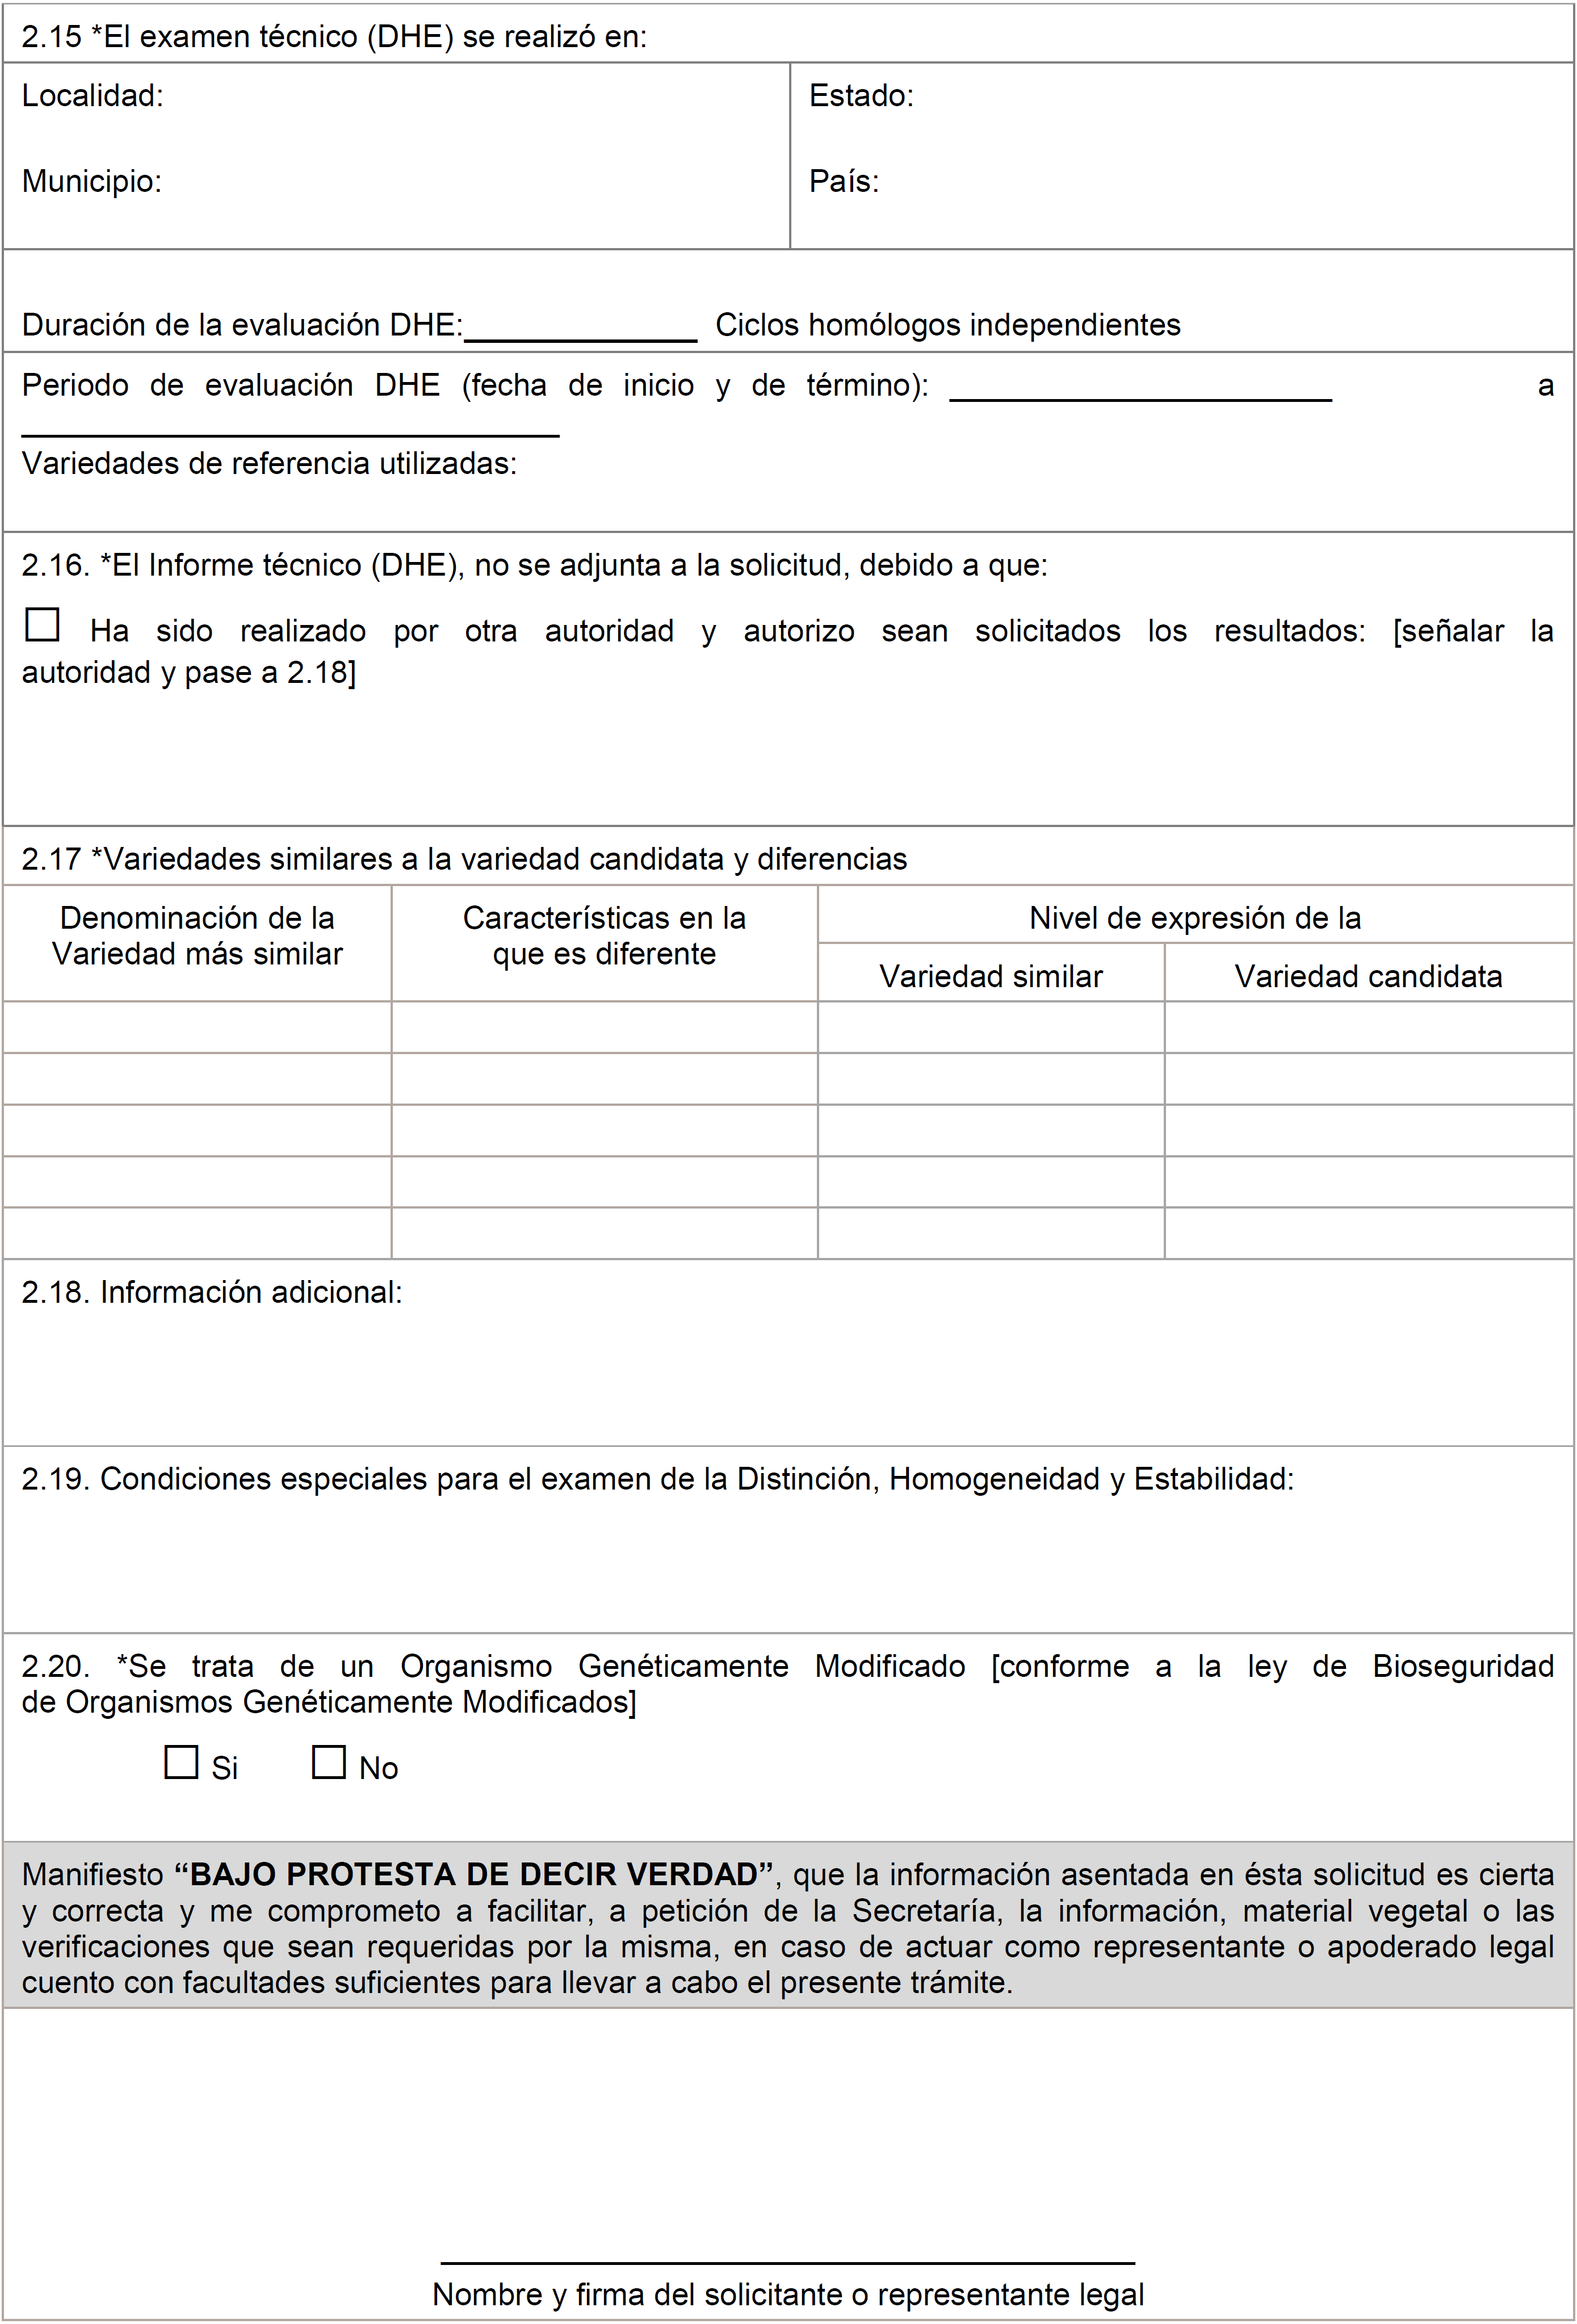 2.15 *El examen técnico (DHE) se realizó en:
Localidad:
Estado:
Municipio:
País:
Duración de la evaluación DHE:_____________ Ciclos homólogos independientes
Periodo de evaluación DHE (fecha de inicio y de término): _____________________ a
______________________________
Variedades de referencia utilizadas:
2.16. *El Informe técnico (DHE), no se adjunta a la solicitud, debido a que:
☐ Ha sido realizado por otra autoridad y autorizo sean solicitados los resultados: [señalar la
autoridad y pase a 2.18]
2.17 *Variedades similares a la variedad candidata y diferencias
Denominación de la
Variedad más similar
Características en la
que es diferente
Nivel de expresión de la
Variedad similar
Variedad candidata
2.18. Información adicional:
2.19. Condiciones especiales para el examen de la Distinción, Homogeneidad y Estabilidad:
2.20. *Se trata de un Organismo Genéticamente Modificado [conforme a la ley de Bioseguridad
de Organismos Genéticamente Modificados]
☐ Si ☐ No
Manifiesto “BAJO PROTESTA DE DECIR VERDAD”, que la información asentada en ésta solicitud es cierta
y correcta y me comprometo a facilitar, a petición de la Secretaría, la información, material vegetal o las
verificaciones que sean requeridas por la misma, en caso de actuar como representante o apoderado legal
cuento con facultades suficientes para llevar a cabo el presente trámite.
Nombre y firma del solicitante o representante legal